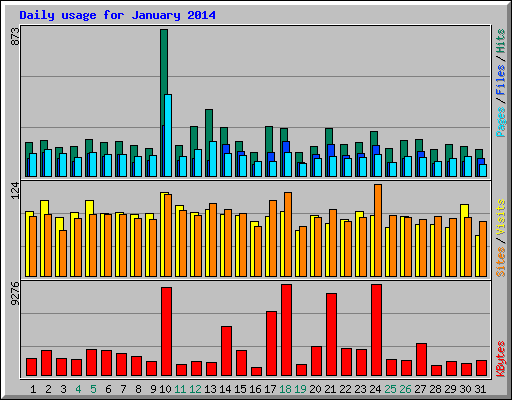 Daily usage for January 2014
873
Pages / Files / Hits
124
Sites / Visits
9276
KBytes
1 2 3 4 5 6 7 8 9 10 11 12 13 14 15 16 17 18 19 20 21 22 23 24 25 26 27 28 29 30 31